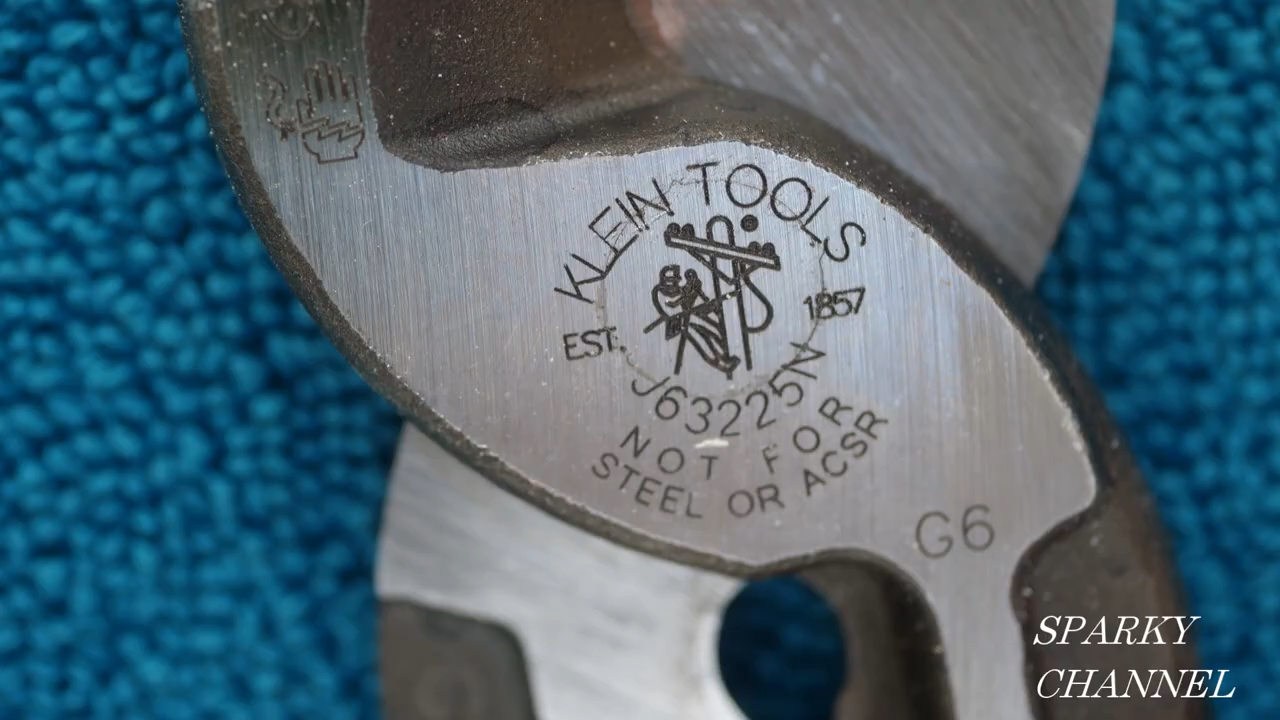 KLEIN TOOLS
EST. 1857
J63225N
NOT FOR
STEEL OR ACSR
G6
SPARKY
CHANNEL